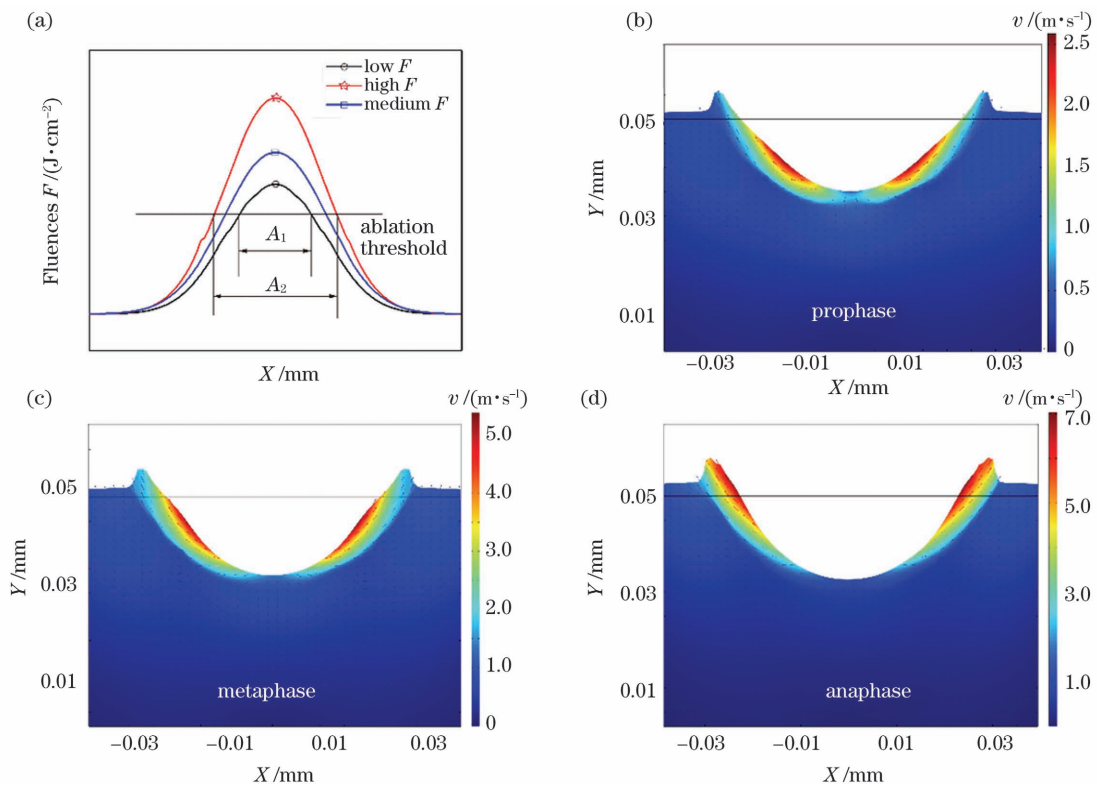 (a)
low F
high F
medium F
ablation
threshold
A₁
A₂
Fluences F/(J·cm⁻²)
X/mm
(b)
v/(m·s⁻¹)
2.5
2.0
1.5
1.0
0.5
0
0.05
0.03
0.01
Y/mm
prophase
−0.03 −0.01 0.01 0.03
X/mm
(c)
v/(m·s⁻¹)
5.0
4.0
3.0
2.0
1.0
0
0.05
0.03
0.01
Y/mm
metaphase
−0.03 −0.01 0.01 0.03
X/mm
(d)
v/(m·s⁻¹)
7.0
5.0
3.0
1.0
0.05
0.03
0.01
Y/mm
anaphase
−0.03 −0.01 0.01 0.03
X/mm